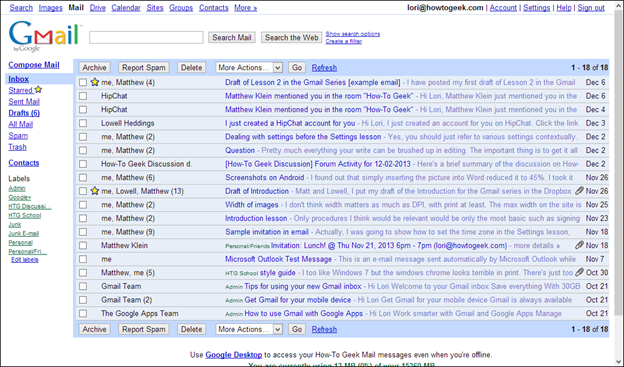 Search Images Mail Drive Calendar Sites Groups Contacts More » lori@howtogeek.com | Account | Settings | Help | Sign out
Gmail by Google Search Mail Search the Web Show search options
Create a filter
Compose Mail
Inbox
Starred
Sent Mail
Drafts (6)
All Mail
Spam
Trash
Contacts
Labels
Admin
Google+
HTG Discussi...
HTG School
Junk
Junk E-mail
Personal
Personal/Fri...
Edit labels
Archive Report Spam Delete More Actions... Go Refresh 1 - 18 of 18
me, Matthew (4) Draft of Lesson 2 in the Gmail Series [example email] - I have posted my first draft of Lesson 2 in the Gmail Dec 6
HipChat Matthew Klein mentioned you in the room "How-To Geek" - Hi Lori, Matthew Klein just mentioned you in the Dec 6
HipChat Matthew Klein mentioned you in the room "How-To Geek" - Hi Lori, Matthew Klein just mentioned you in the Dec 4
Lowell Heddings I just created a HipChat account for you - Hi Lori, I just created an account for you on HipChat. Click the link Dec 3
me, Matthew (2) Dealing with settings before the Settings lesson - Yes, you should just refer to various settings contextually. Dec 2
me, Matthew (2) Question - Pretty much everything your write can be brushed up in editing. The important thing is to get it all Dec 2
How-To Geek Discussion d. [How-To Geek Discussion] Forum Activity for 12-02-2013 - Here's a brief summary of the discussion on How- Dec 2
me, Matthew (6) Screenshots on Android - I found out that simply inserting the picture into Word reduced it to 45%. I took it Nov 26
me, Lowell, Matthew (13) Draft of Introduction - Matt and Lowell, I put my draft of the Introduction for the Gmail series in the Dropbox Nov 26
me, Matthew (2) Width of images - I don't think width matters as much as DPI, with print at least. The max width on the site is Nov 25
me, Matthew (2) Introduction lesson - Only procedures I think would be relevant would be only the most basic such as signing Nov 23
me, Matthew (2) Sample invitation in email - Actually, I was going to show how to set the time zone in the Settings lesson, Nov 18
Matthew Klein Personal/Friends Invitation: Lunch! @ Thu Nov 21, 2013 6pm - 7pm (lori@howtogeek.com) - more details » Nov 18
me Microsoft Outlook Test Message - This is an e-mail message sent automatically by Microsoft Outlook while Nov 7
Matthew, me (5) HTG School style guide - I too like Windows 7 but the windows chrome looks terrible in print. There's just too Oct 30
Gmail Team Admin Tips for using your new Gmail inbox - Hi Lori Welcome to your Gmail inbox Save everything With 30GB Oct 21
Gmail Team (2) Admin Get Gmail for your mobile device - Hi Lori Get Gmail for your mobile device Gmail is always available Oct 21
The Google Apps Team Admin How to use Gmail with Google Apps - Hi Lori Work smarter with Gmail and Google Apps Manage Oct 21
Archive Report Spam Delete More Actions... Go Refresh 1 - 18 of 18
Use Google Desktop to access your How-To Geek Mail messages even when you're offline.
You are currently using 12 MB (0%) of your 15360 MB